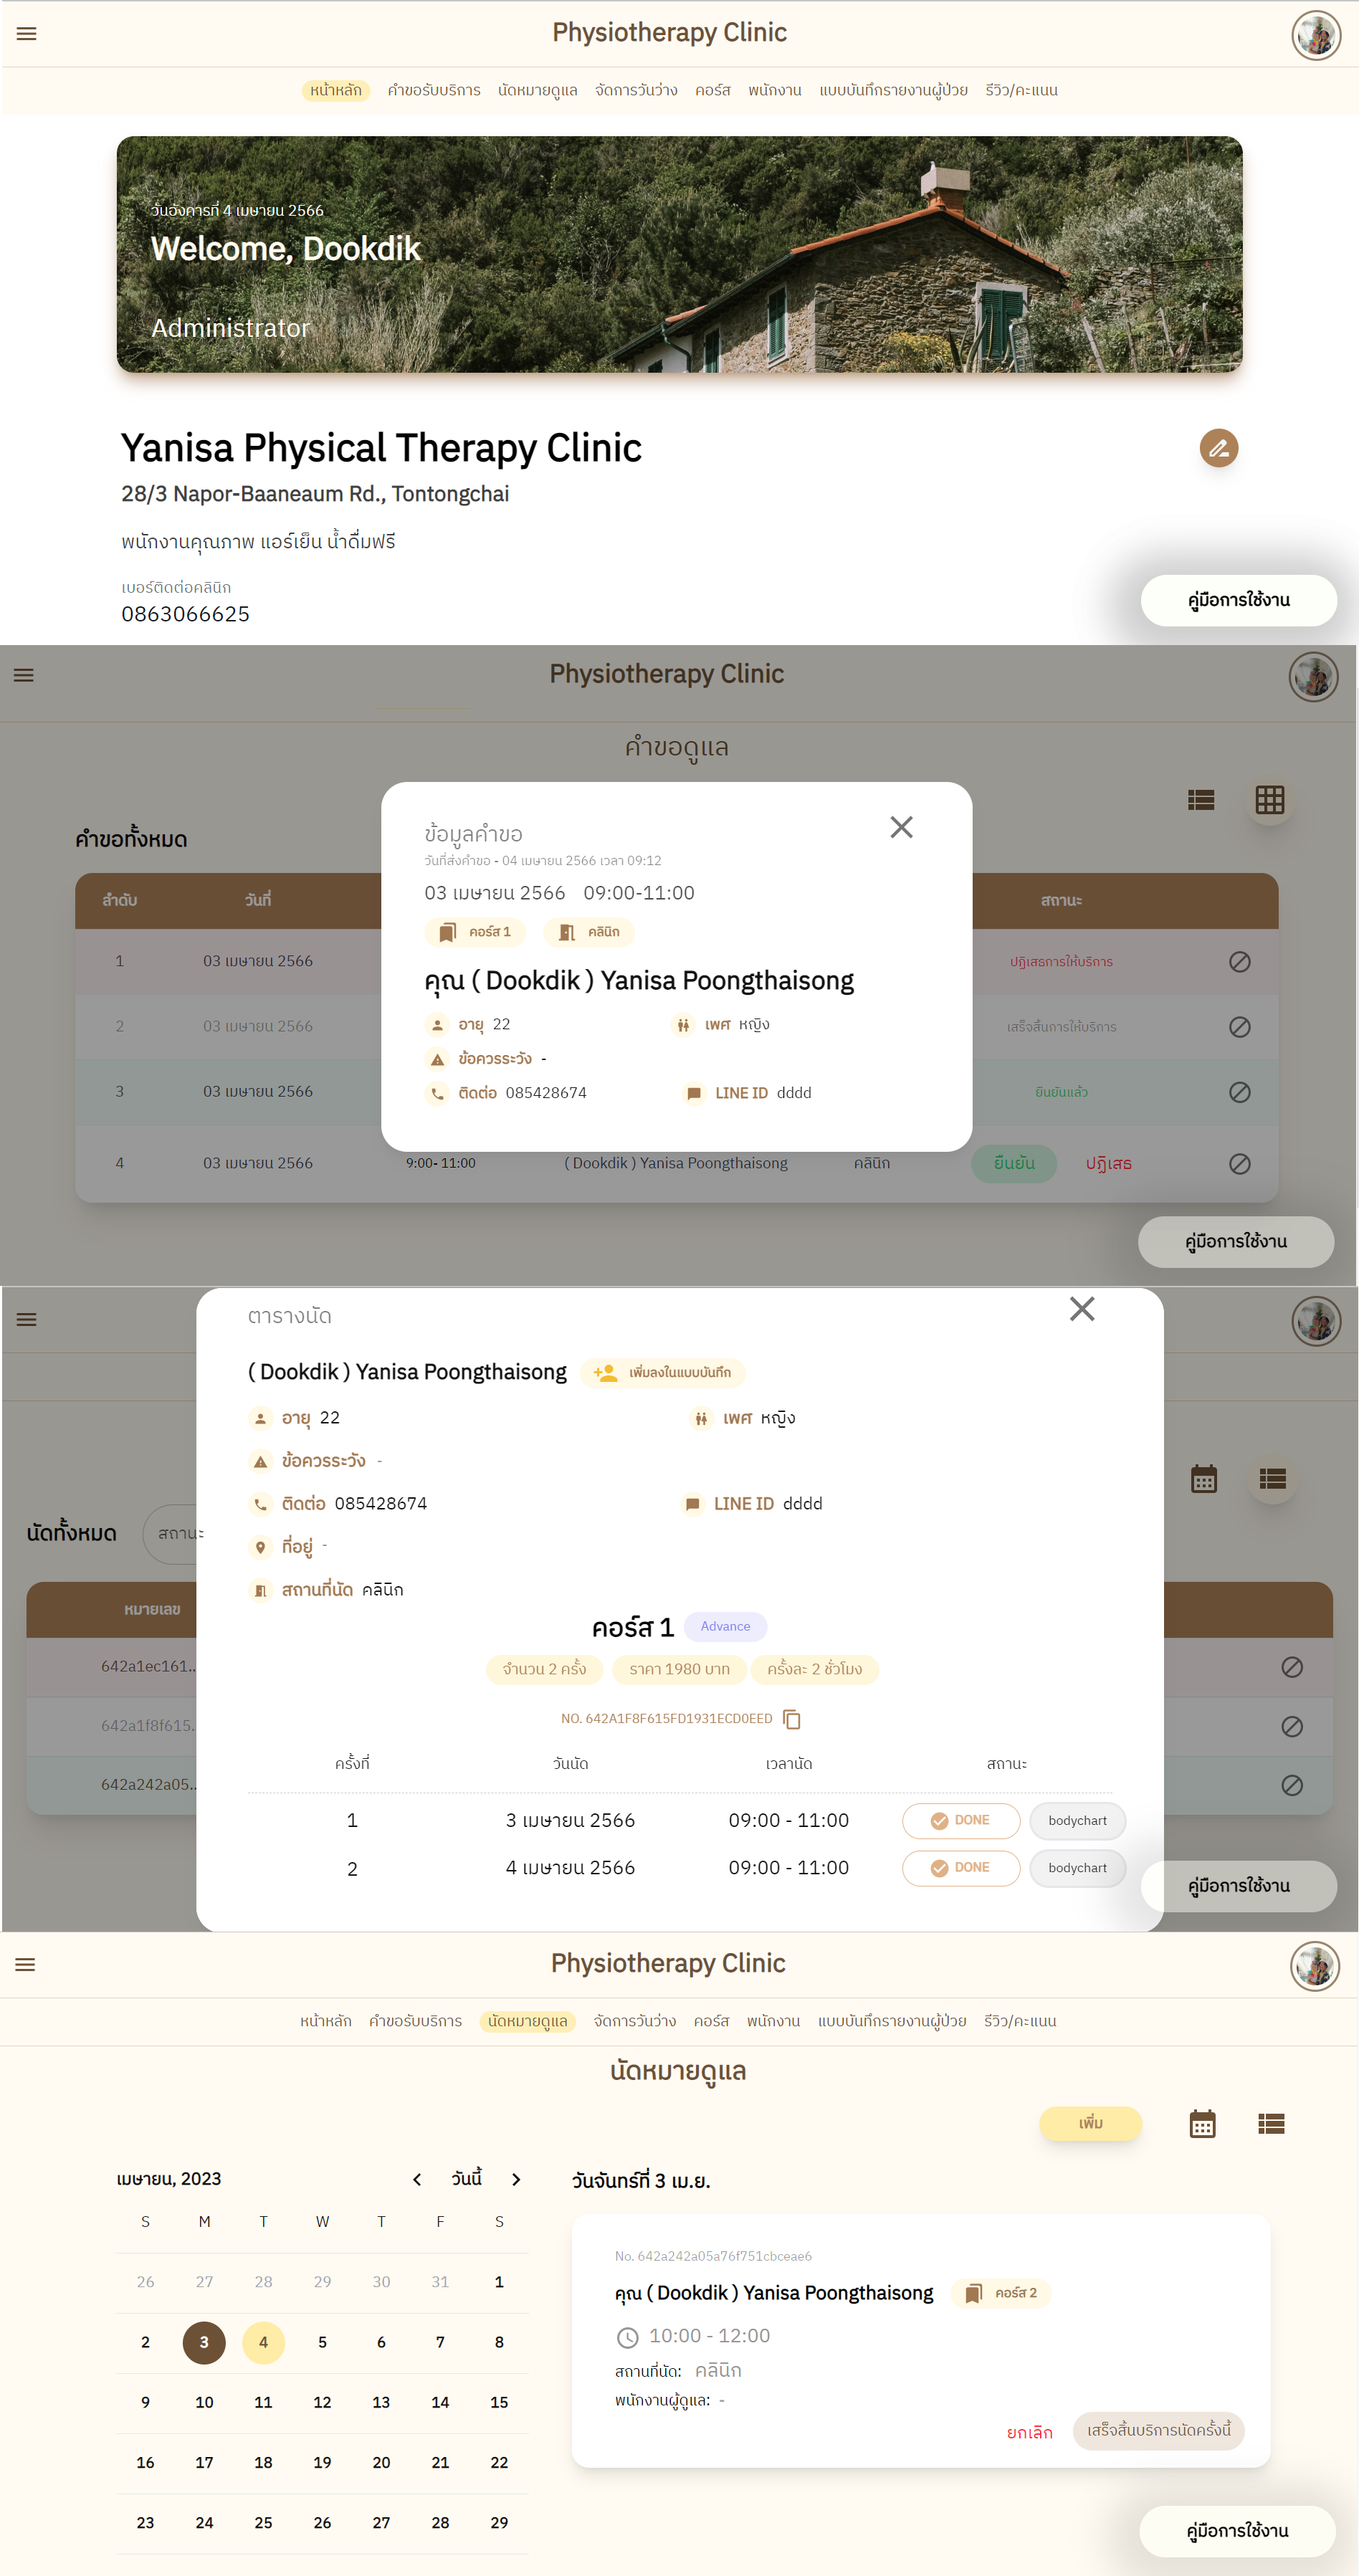 Physiotherapy Clinic
หน้าหลัก คำขอรับบริการ นัดหมายดูแล จัดการวันว่าง คอร์ส พนักงาน แบบบันทึกรายงานผู้ป่วย รีวิว/คะแนน
วันอังคารที่ 4 เมษายน 2566
Welcome, Dookdik
Administrator
Yanisa Physical Therapy Clinic
28/3 Napor-Baaneaum Rd., Tontongchai
พนักงานคุณภาพ แอร์เย็น น้ำดื่มฟรี
เบอร์ติดต่อคลินิก
0863066625
คู่มือการใช้งาน
Physiotherapy Clinic
คำขอดูแล
คำขอทั้งหมด
ลำดับ วันที่ สถานะ
1 03 เมษายน 2566 ปฏิเสธการให้บริการ
2 03 เมษายน 2566 เสร็จสิ้นการให้บริการ
3 03 เมษายน 2566 ยืนยันแล้ว
4 03 เมษายน 2566 9:00- 11:00 ( Dookdik ) Yanisa Poongthaisong คลินิก ยืนยัน ปฏิเสธ
ข้อมูลคำขอ
วันที่ส่งคำขอ - 04 เมษายน 2566 เวลา 09:12
03 เมษายน 2566 09:00-11:00
คอร์ส 1 คลินิก
คุณ ( Dookdik ) Yanisa Poongthaisong
อายุ 22 เพศ หญิง
ข้อควรระวัง -
ติดต่อ 085428674 LINE ID dddd
คู่มือการใช้งาน
ตารางนัด
( Dookdik ) Yanisa Poongthaisong เพิ่มลงในแบบบันทึก
อายุ 22 เพศ หญิง
ข้อควรระวัง -
ติดต่อ 085428674 LINE ID dddd
ที่อยู่ -
สถานที่นัด คลินิก
คอร์ส 1 Advance
จำนวน 2 ครั้ง ราคา 1980 บาท ครั้งละ 2 ชั่วโมง
NO. 642A1F8F615FD1931ECD0EED
ครั้งที่ วันนัด เวลานัด สถานะ
1 3 เมษายน 2566 09:00 - 11:00 DONE bodychart
2 4 เมษายน 2566 09:00 - 11:00 DONE bodychart
นัดทั้งหมด สถานะ
หมายเลข
642a1ec161..
642a1f8f615.
642a242a05..
คู่มือการใช้งาน
Physiotherapy Clinic
หน้าหลัก คำขอรับบริการ นัดหมายดูแล จัดการวันว่าง คอร์ส พนักงาน แบบบันทึกรายงานผู้ป่วย รีวิว/คะแนน
นัดหมายดูแล
เพิ่ม
เมษายน, 2023 วันนี้
S M T W T F S
26 27 28 29 30 31 1
2 3 4 5 6 7 8
9 10 11 12 13 14 15
16 17 18 19 20 21 22
23 24 25 26 27 28 29
วันจันทร์ที่ 3 เม.ย.
No. 642a242a05a76f751cbceae6
คุณ ( Dookdik ) Yanisa Poongthaisong คอร์ส 2
10:00 - 12:00
สถานที่นัด: คลินิก
พนักงานผู้ดูแล: -
ยกเลิก เสร็จสิ้นบริการนัดครั้งนี้
คู่มือการใช้งาน